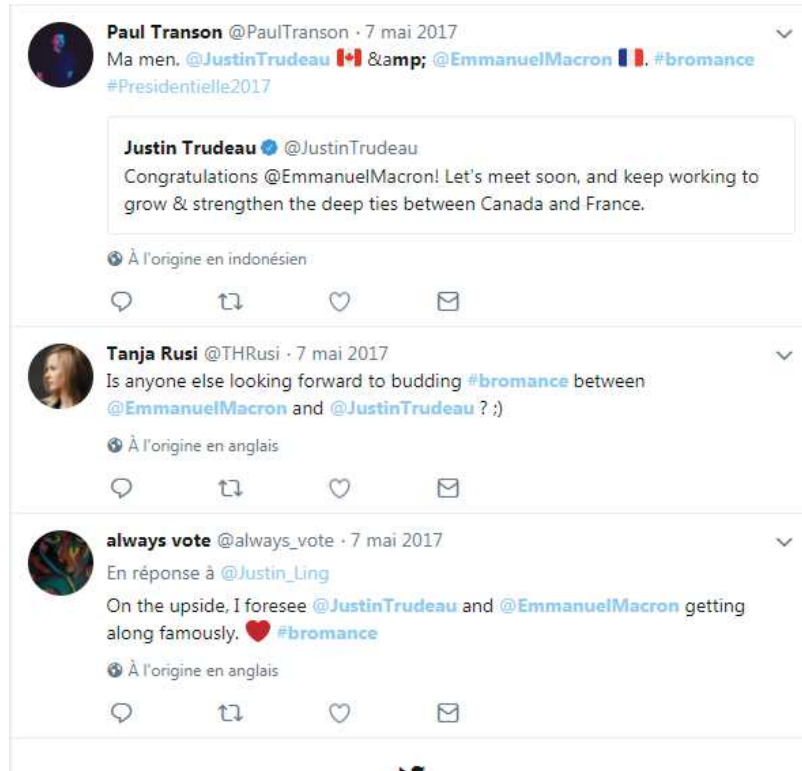 Paul Transon @PaulTranson · 7 mai 2017
Ma men. @JustinTrudeau 🇨🇦 &amp; @EmmanuelMacron 🇫🇷. #bromance
#Presidentielle2017
Justin Trudeau @JustinTrudeau
Congratulations @EmmanuelMacron! Let's meet soon, and keep working to
grow & strengthen the deep ties between Canada and France.
À l'origine en indonésien
Tanja Rusi @THRusi · 7 mai 2017
Is anyone else looking forward to budding #bromance between
@EmmanuelMacron and @JustinTrudeau ? ;)
À l'origine en anglais
always vote @always_vote · 7 mai 2017
En réponse à @Justin_Ling
On the upside, I foresee @JustinTrudeau and @EmmanuelMacron getting
along famously. ❤ #bromance
À l'origine en anglais